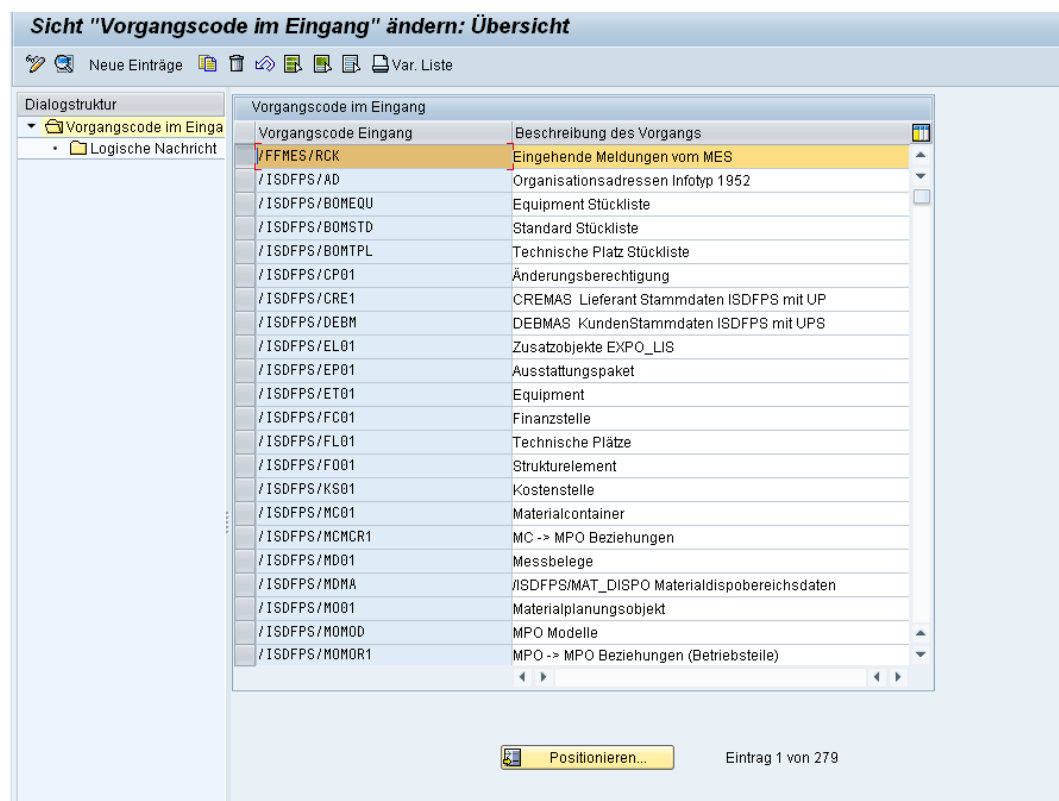 Sicht "Vorgangscode im Eingang" ändern: Übersicht
Neue Einträge Var. Liste
Dialogstruktur
Vorgangscode im Einga
Logische Nachricht
Vorgangscode im Eingang
Vorgangscode Eingang Beschreibung des Vorgangs
/FFMES/RCK Eingehende Meldungen vom MES
/ISDFPS/AD Organisationsadressen Infotyp 1952
/ISDFPS/BOMEQU Equipment Stückliste
/ISDFPS/BOMSTD Standard Stückliste
/ISDFPS/BOMTPL Technische Platz Stückliste
/ISDFPS/CP01 Änderungsberechtigung
/ISDFPS/CRE1 CREMAS Lieferant Stammdaten ISDFPS mit UP
/ISDFPS/DEBM DEBMAS KundenStammdaten ISDFPS mit UPS
/ISDFPS/EL01 Zusatzobjekte EXPO_LIS
/ISDFPS/EP01 Ausstattungspaket
/ISDFPS/ET01 Equipment
/ISDFPS/FC01 Finanzstelle
/ISDFPS/FL01 Technische Plätze
/ISDFPS/FO01 Strukturelement
/ISDFPS/KS01 Kostenstelle
/ISDFPS/MC01 Materialcontainer
/ISDFPS/MCMCR1 MC -> MPO Beziehungen
/ISDFPS/MD01 Messbelege
/ISDFPS/MDMA /ISDFPS/MAT_DISPO Materialdispobereichsdaten
/ISDFPS/MO01 Materialplanungsobjekt
/ISDFPS/MOMOD MPO Modelle
/ISDFPS/MOMOR1 MPO -> MPO Beziehungen (Betriebsteile)
Positionieren... Eintrag 1 von 279